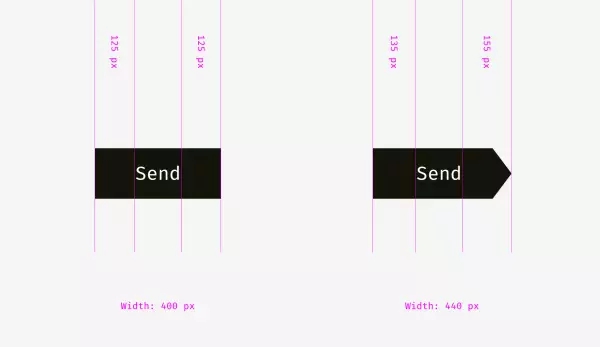 125 px
125 px
135 px
155 px
Send
Send
Width: 400 px
Width: 440 px